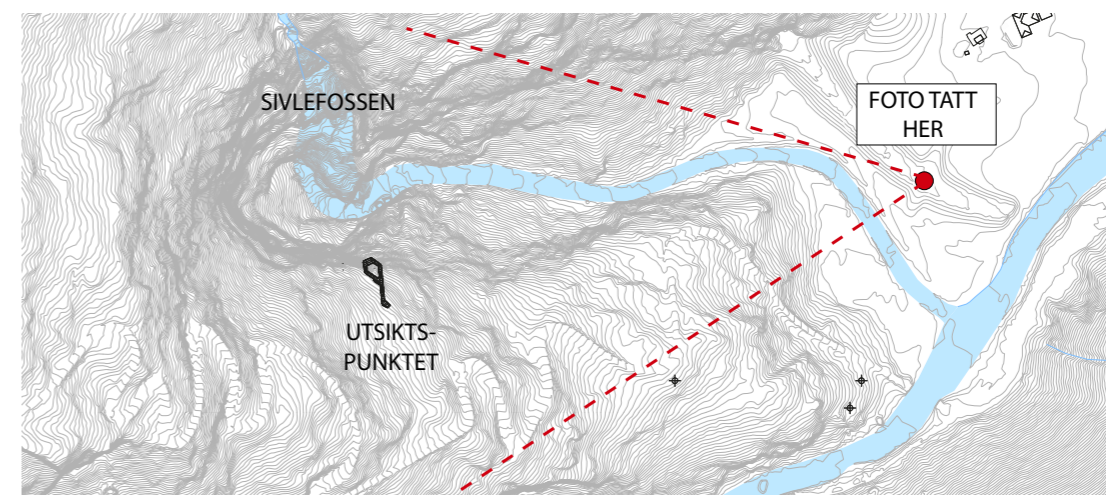 SIVLEFOSSEN
FOTO TATT
HER
UTSIKTS-
PUNKTET